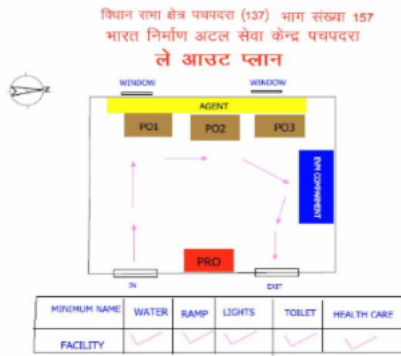 विधान सभा क्षेत्र पचपदरा (137) भाग संख्या 157
भारत निर्माण अटल सेवा केन्द्र पचपदरा
ले आउट प्लान
WINDOW WINDOW
N
AGENT
PO1 PO2 PO3
EVM COMPARMENT
PRO
IN EXIT
MINIMUM NAME WATER RAMP LIGHTS TOILET HEALTH CARE
FACILITY